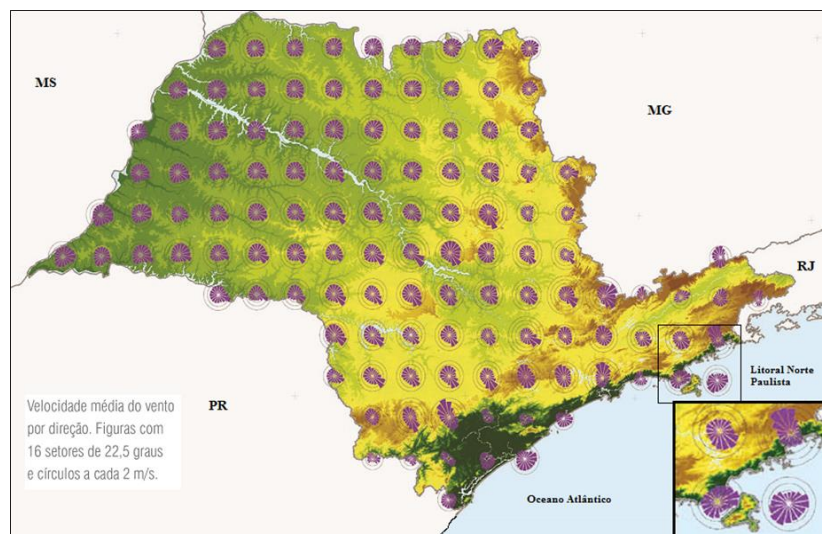 MS
MG
RJ
Litoral Norte
Paulista
PR
Velocidade média do vento
por direção. Figuras com
16 setores de 22,5 graus
e círculos a cada 2 m/s.
Oceano Atlântico